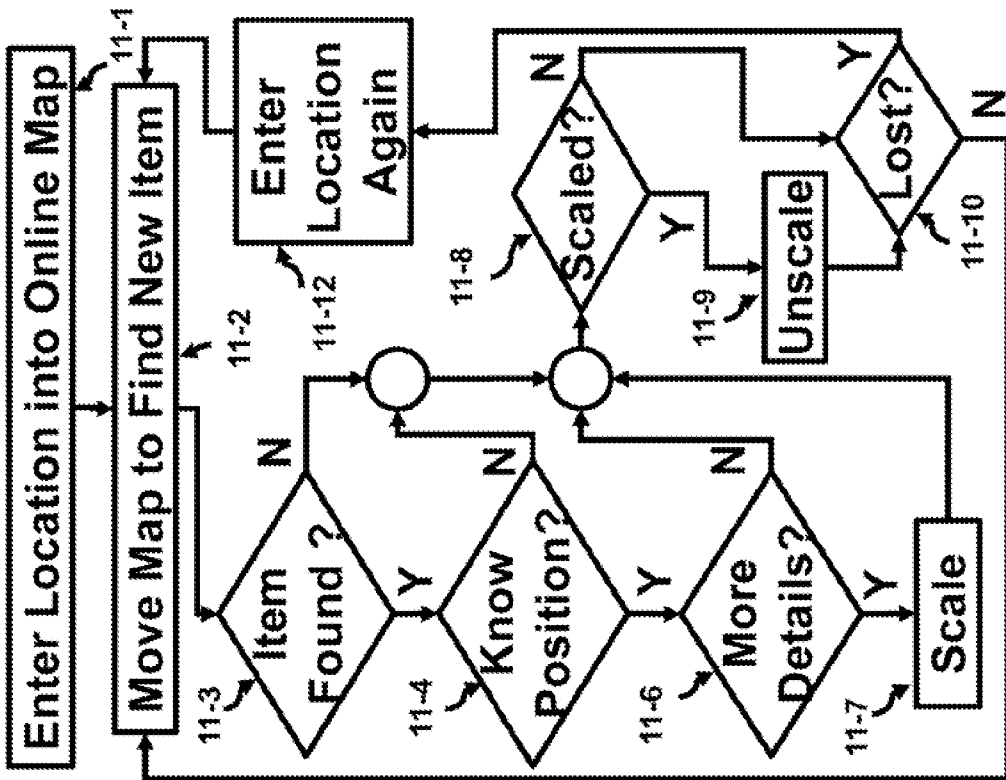 Enter Location into Online Map
11-1
Move Map to Find New Item
11-2
Item
Found ?
11-3
N
Y
Know
Position?
11-4
N
Y
More
Details?
11-6
N
Y
Scale
11-7
Enter
Location
Again
11-12
Scaled?
11-8
N
Y
Unscale
11-9
Lost?
11-10
Y
N